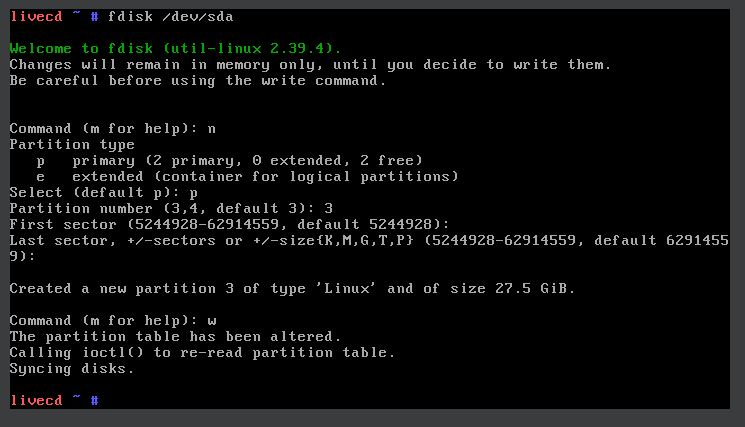 livecd ~ # fdisk /dev/sda
Welcome to fdisk (util-linux 2.39.4).
Changes will remain in memory only, until you decide to write them.
Be careful before using the write command.
Command (m for help): n
Partition type
   p   primary (2 primary, 0 extended, 2 free)
   e   extended (container for logical partitions)
Select (default p): p
Partition number (3,4, default 3): 3
First sector (5244928-62914559, default 5244928):
Last sector, +/-sectors or +/-size{K,M,G,T,P} (5244928-62914559, default 6291455
9):
Created a new partition 3 of type 'Linux' and of size 27.5 GiB.
Command (m for help): w
The partition table has been altered.
Calling ioctl() to re-read partition table.
Syncing disks.
livecd ~ #